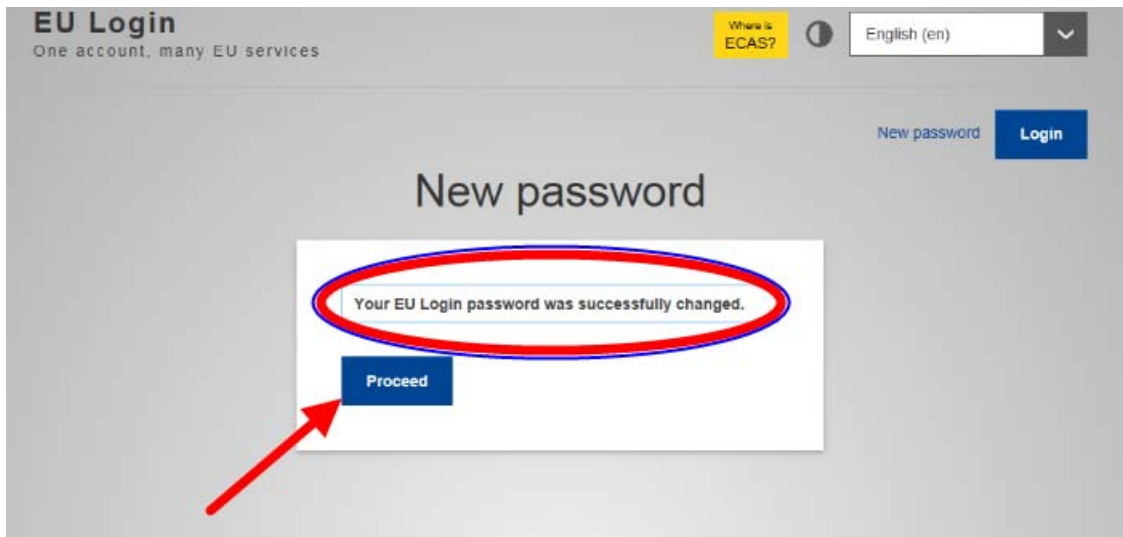 EU Login
One account, many EU services
Where is
ECAS?
English (en)
New password
Login
New password
Your EU Login password was successfully changed.
Proceed